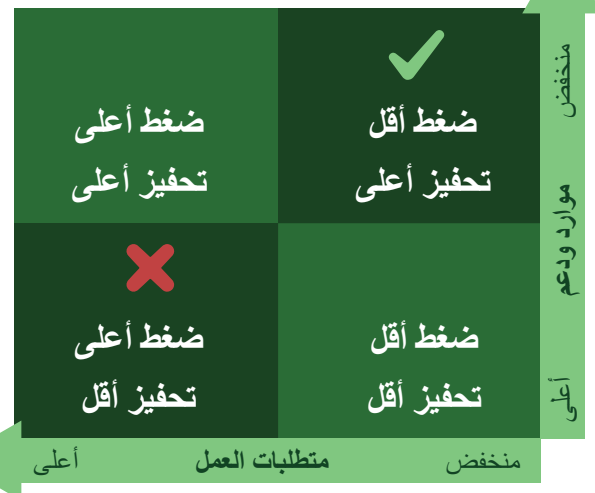 ضغط أقل
تحفيز أعلى
ضغط أعلى
تحفيز أعلى
ضغط أقل
تحفيز أقل
ضغط أعلى
تحفيز أقل
منخفض
موارد ودعم
أعلى
منخفض
متطلبات العمل
أعلى